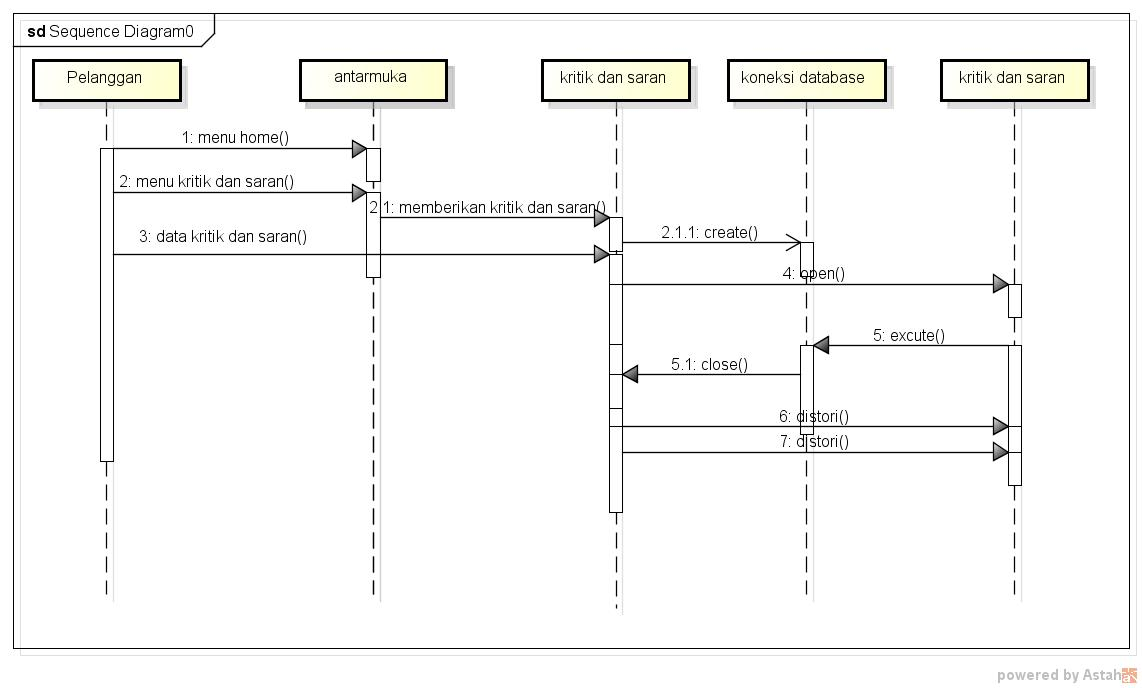 sd Sequence Diagram0
Pelanggan
antarmuka
kritik dan saran
koneksi database
kritik dan saran
1: menu home()
2: menu kritik dan saran()
2.1: memberikan kritik dan saran()
3: data kritik dan saran()
2.1.1: create()
4: open()
5: excute()
5.1: close()
6: distori()
7: distori()
powered by Astah